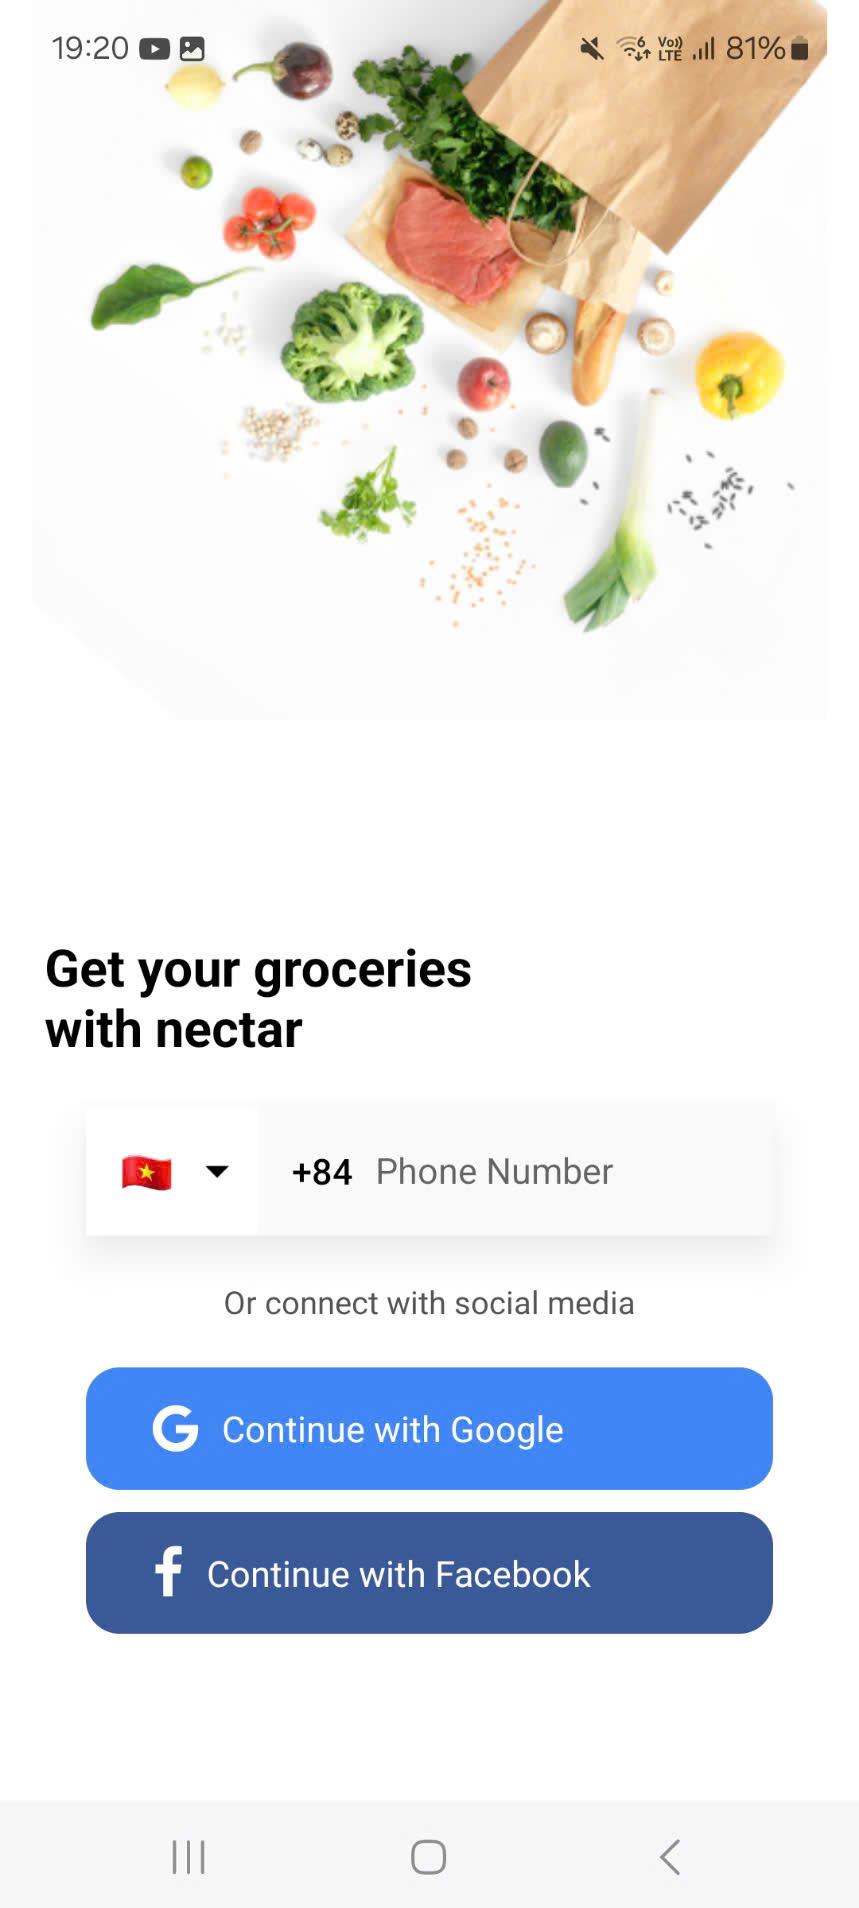 19:20 Vo)) LTE 81%
6
Get your groceries
with nectar
+84 Phone Number
Or connect with social media
G Continue with Google
f Continue with Facebook